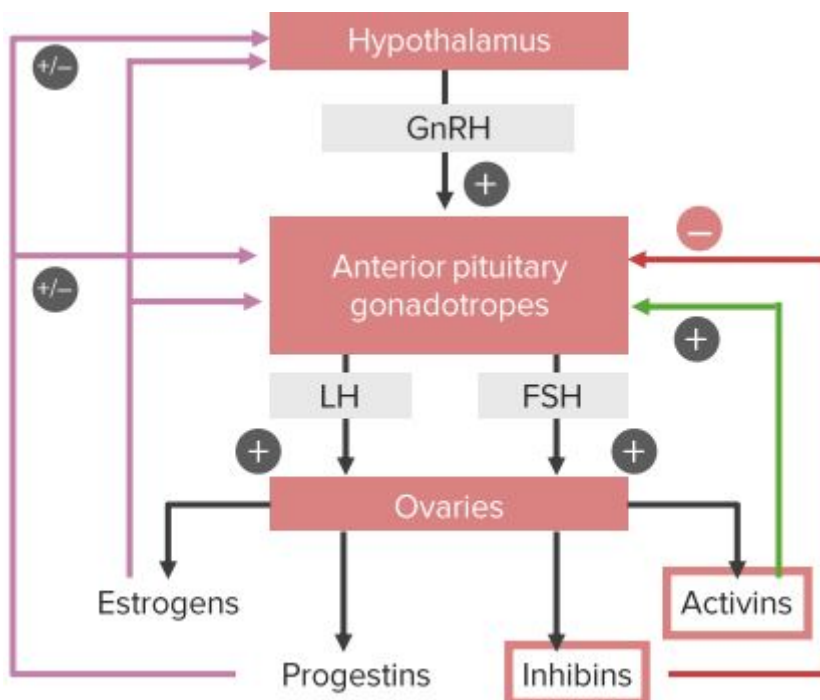 Hypothalamus
+/–
GnRH
+
–
Anterior pituitary
gonadotropes
+/–
+
LH
FSH
+
+
Ovaries
Estrogens
Activins
Progestins
Inhibins